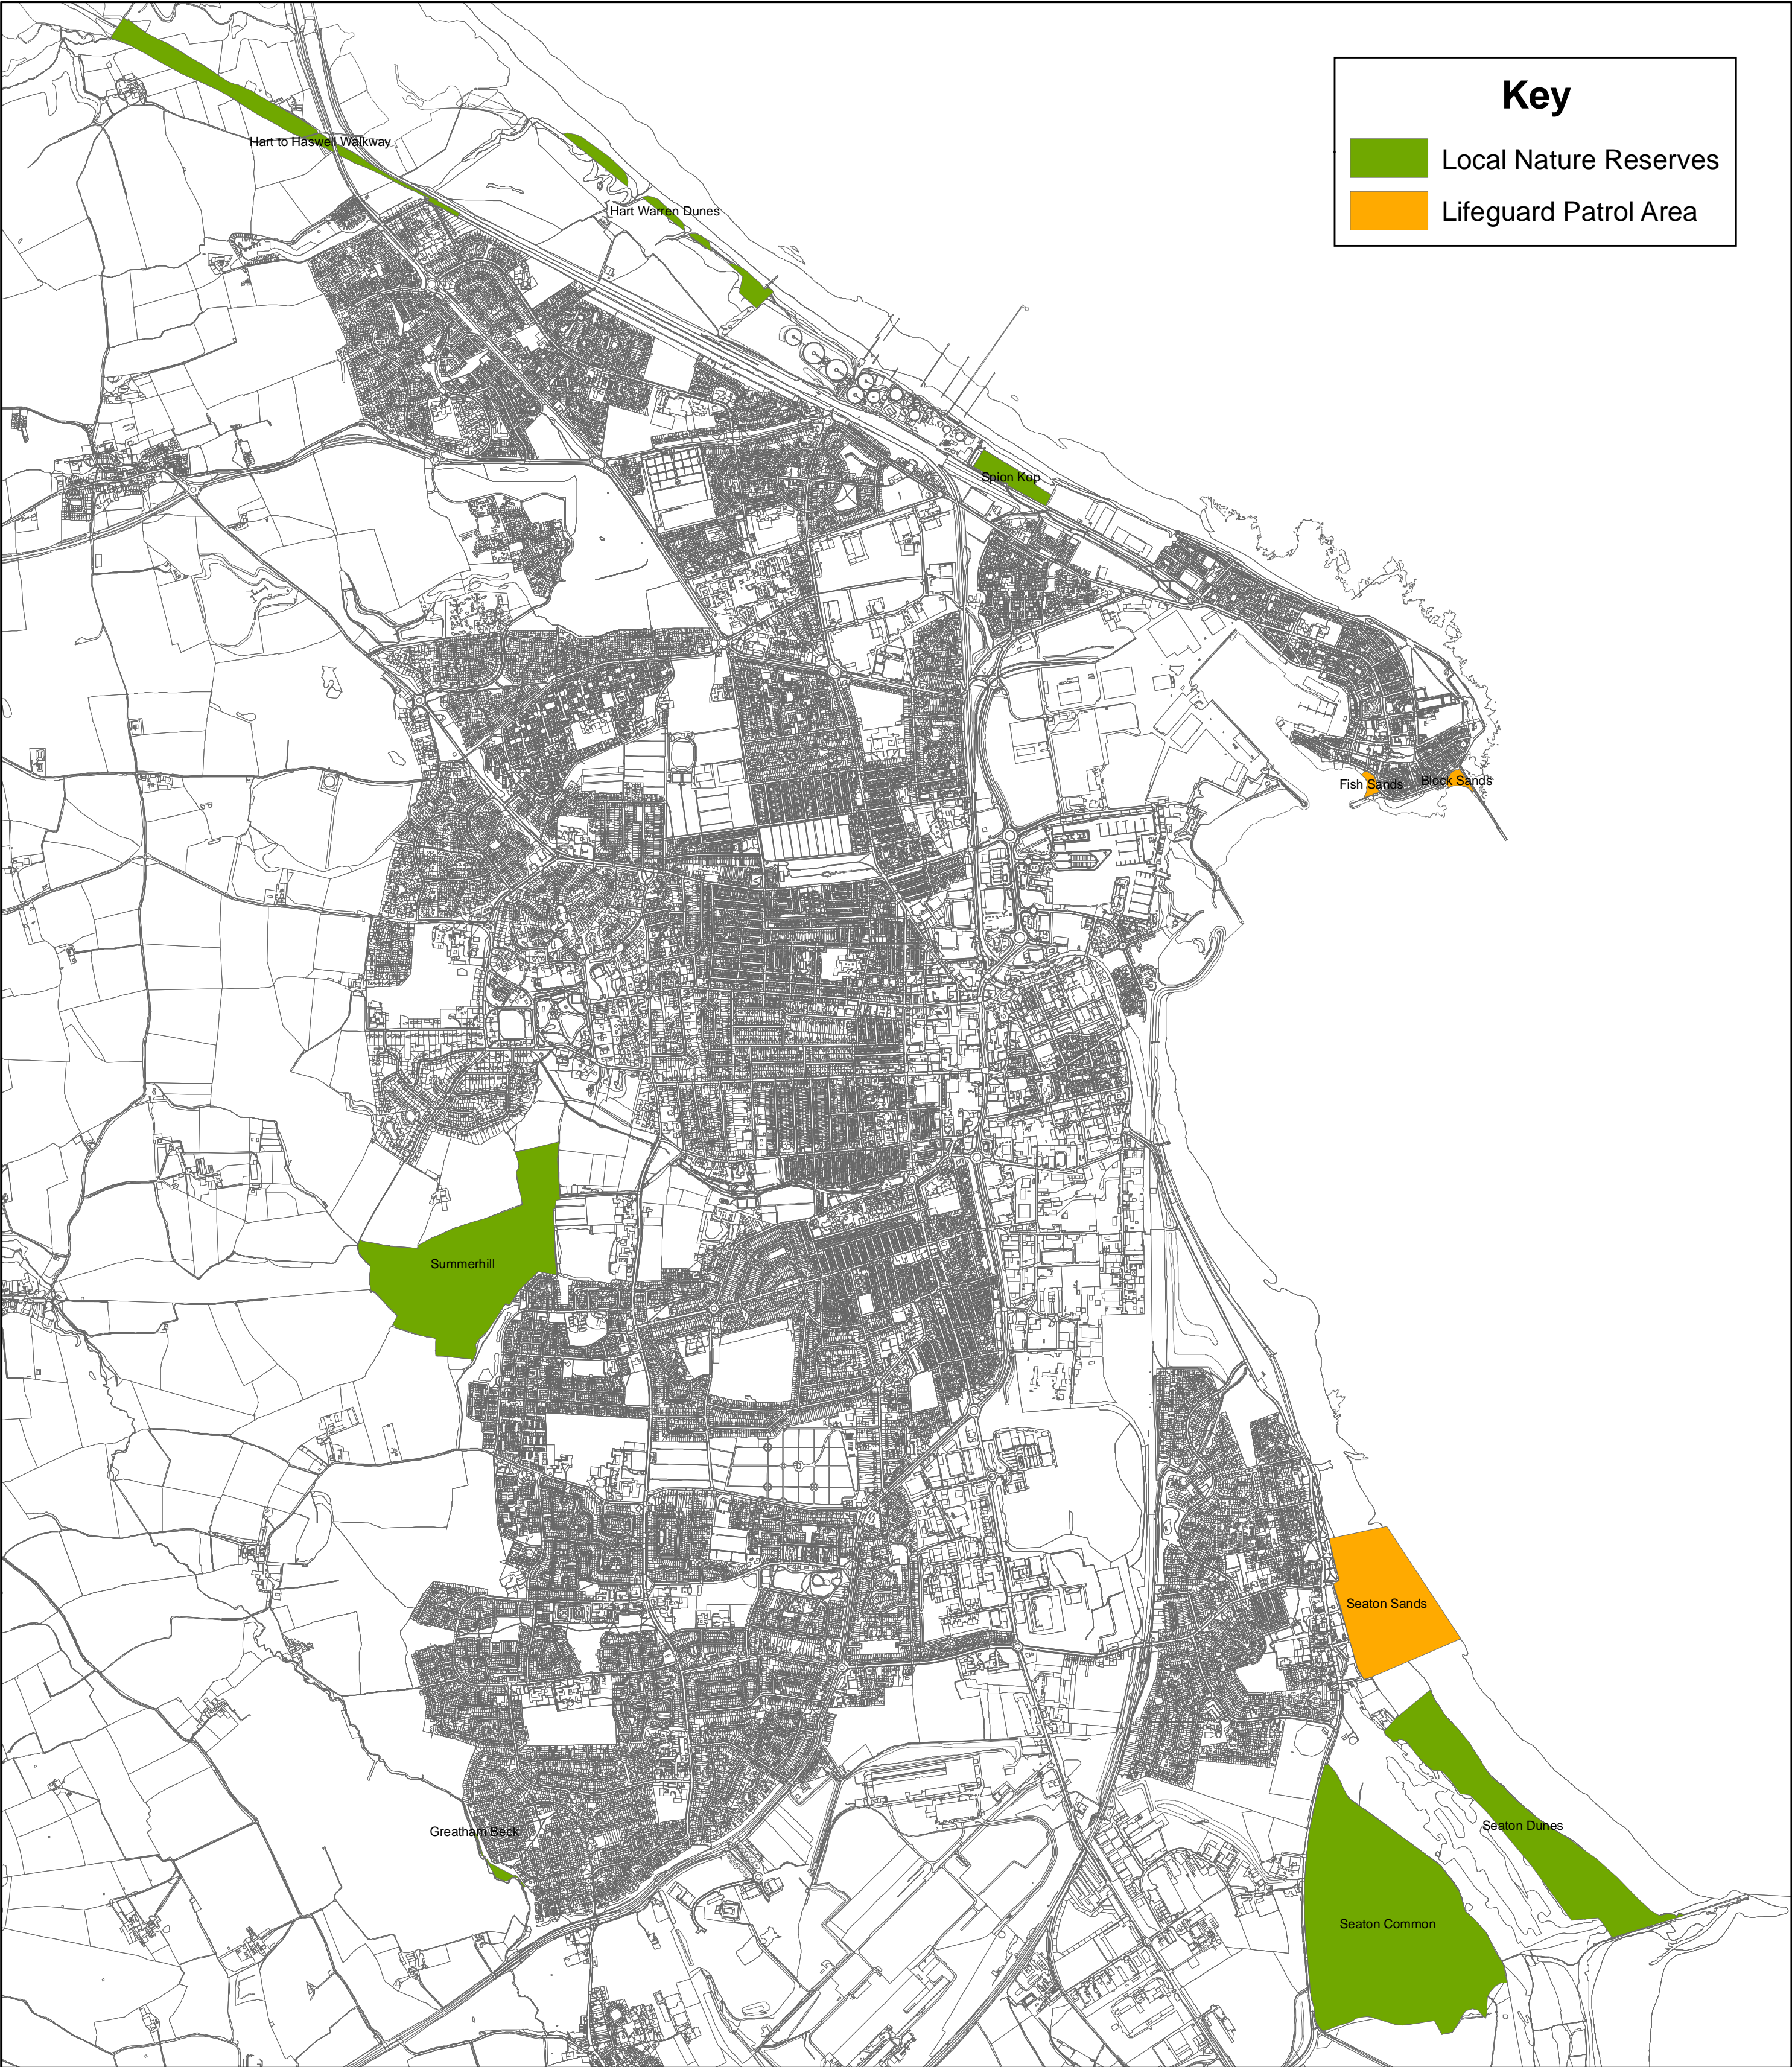 Key
Local Nature Reserves
Lifeguard Patrol Area
Hart to Haswell Walkway
Hart Warren Dunes
Spion Kop
Fish Sands
Block Sands
Summerhill
Seaton Sands
Seaton Dunes
Greatham Beck
Seaton Common